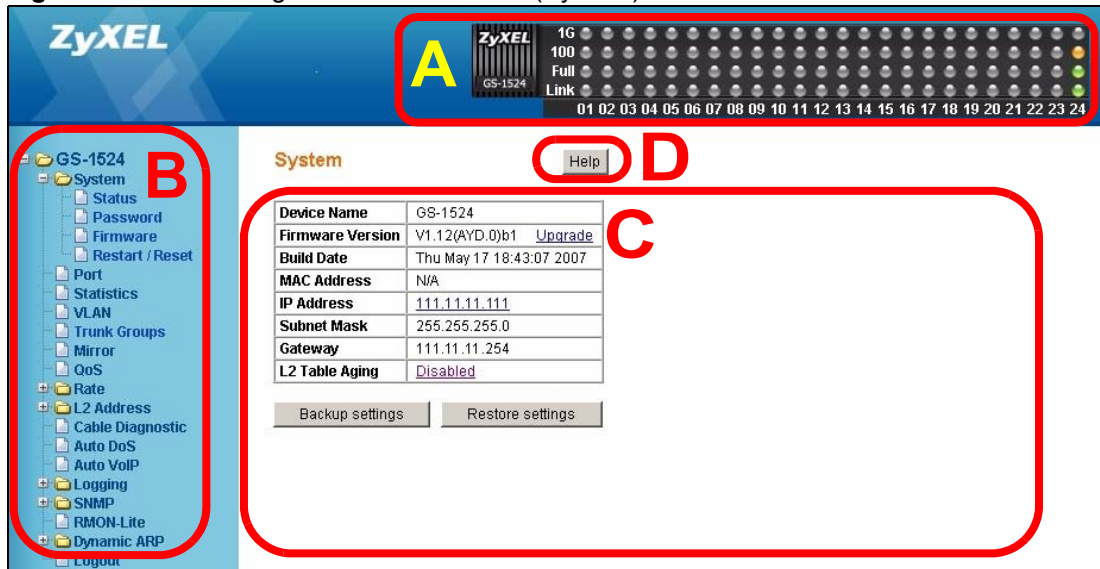 ZyXEL
A
ZyXEL
GS-1524
1G
100
Full
Link
01 02 03 04 05 06 07 08 09 10 11 12 13 14 15 16 17 18 19 20 21 22 23 24
B
GS-1524
System
Status
Password
Firmware
Restart / Reset
Port
Statistics
VLAN
Trunk Groups
Mirror
QoS
Rate
L2 Address
Cable Diagnostic
Auto DoS
Auto VoIP
Logging
SNMP
RMON-Lite
Dynamic ARP
Logout
System
Help
D
C
Device Name GS-1524
Firmware Version V1.12(AYD.0)b1 Upgrade
Build Date Thu May 17 18:43:07 2007
MAC Address N/A
IP Address 111.11.11.111
Subnet Mask 255.255.255.0
Gateway 111.11.11.254
L2 Table Aging Disabled
Backup settings Restore settings